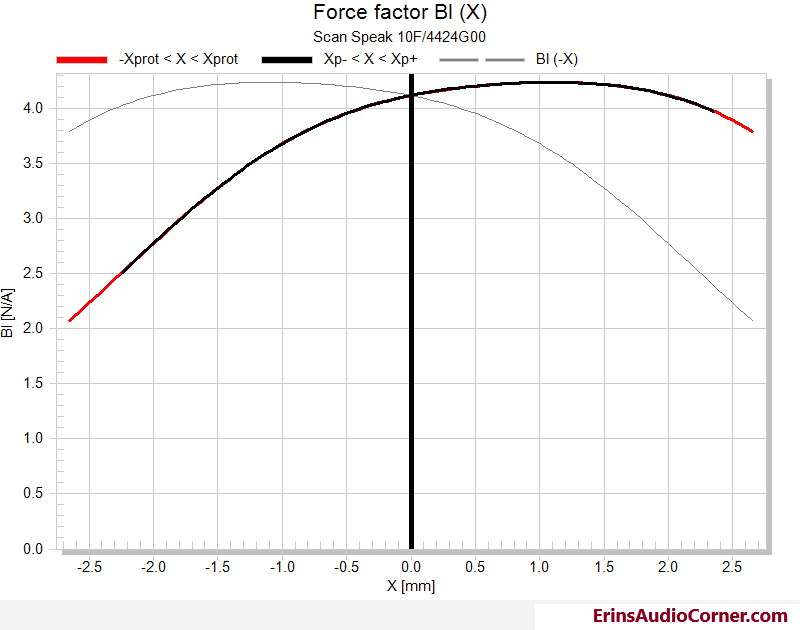 Force factor Bl (X)
Scan Speak 10F/4424G00
-Xprot < X < Xprot Xp- < X < Xp+ Bl (-X)
4.0
3.5
3.0
2.5
2.0
1.5
1.0
0.5
0.0
Bl [N/A]
-2.5 -2.0 -1.5 -1.0 -0.5 0.0 0.5 1.0 1.5 2.0 2.5
X [mm]
ErinsAudioCorner.com